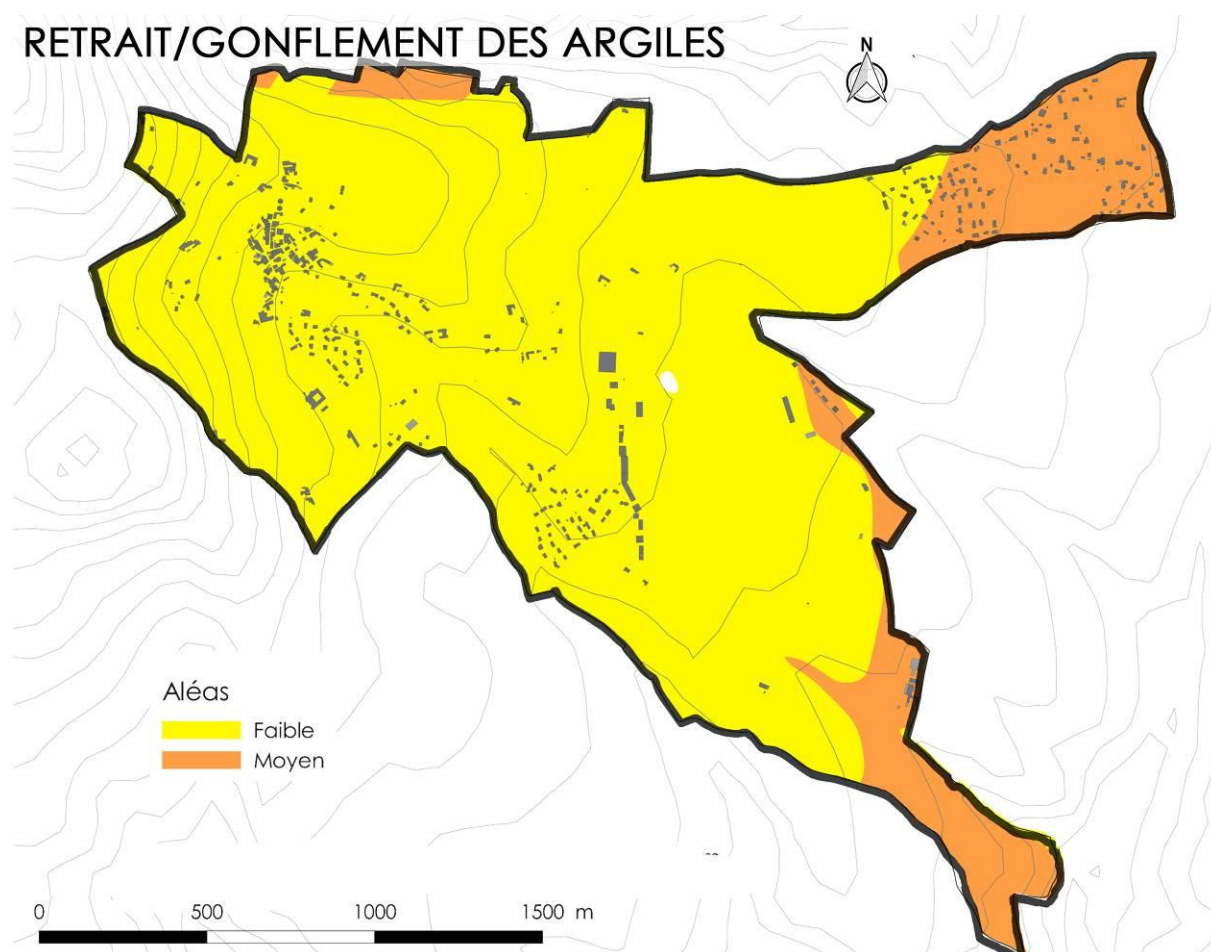 RETRAIT/GONFLEMENT DES ARGILES
N
Aléas
Faible
Moyen
0 500 1000 1500 m